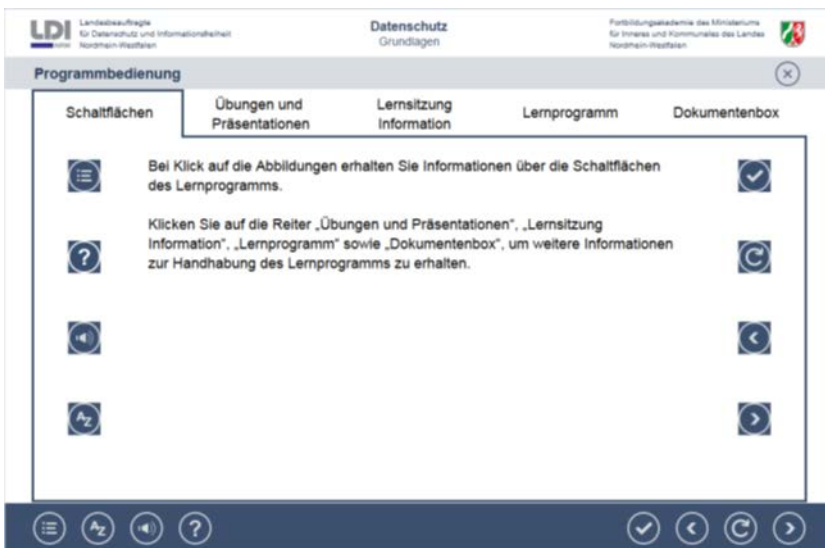 LDI
Landesbeauftragte
für Datenschutz und Informationsfreiheit
Nordrhein-Westfalen
Datenschutz
Grundlagen
Fortbildungsakademie des Ministeriums
für Inneres und Kommunales des Landes
Nordrhein-Westfalen
Programmbedienung
Schaltflächen
Übungen und
Präsentationen
Lernsitzung
Information
Lernprogramm
Dokumentenbox
Bei Klick auf die Abbildungen erhalten Sie Informationen über die Schaltflächen
des Lernprogramms.
Klicken Sie auf die Reiter „Übungen und Präsentationen“, „Lernsitzung
Information“, „Lernprogramm“ sowie „Dokumentenbox“, um weitere Informationen
zur Handhabung des Lernprogramms zu erhalten.
?
AZ
AZ
?